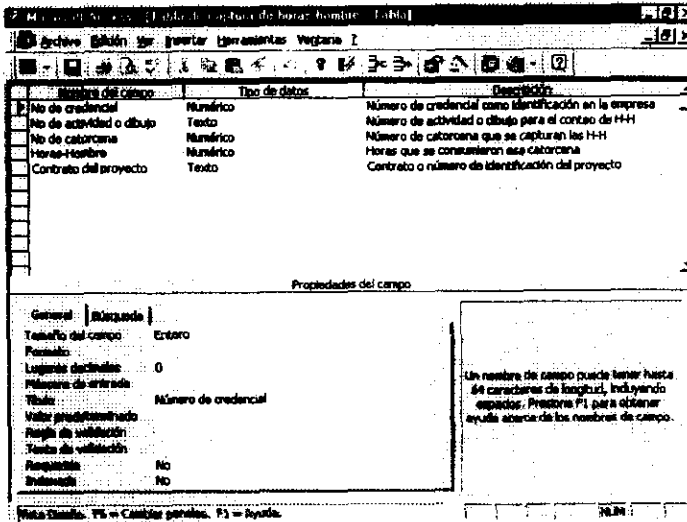 Microsoft Access - [Tabla de captura de horas hombre : Tabla]
Archivo Edición Ver Insertar Herramientas Ventana ?
Nombre del campo Tipo de datos Descripción
No de credencial Numérico Número de credencial como identificación en la empresa
No de actividad o dibujo Texto Número de actividad o dibujo para el conteo de H-H
No de catorcena Numérico Número de catorcena que se capturan las H-H
Horas-Hombre Numérico Horas que se consumieron esa catorcena
Contrato del proyecto Texto Contrato o número de identificación del proyecto
Propiedades del campo
General Búsqueda
Tamaño del campo Entero
Formato
Lugares decimales 0
Máscara de entrada
Título Número de credencial
Valor predeterminado
Regla de validación
Texto de validación
Requerido No
Indexado No
Un nombre de campo puede tener hasta
64 caracteres de longitud, incluyendo
espacios. Presione F1 para obtener
ayuda acerca de los nombres de campo.
Vista Diseño. F6 = Cambiar paneles. F1 = Ayuda. NUM